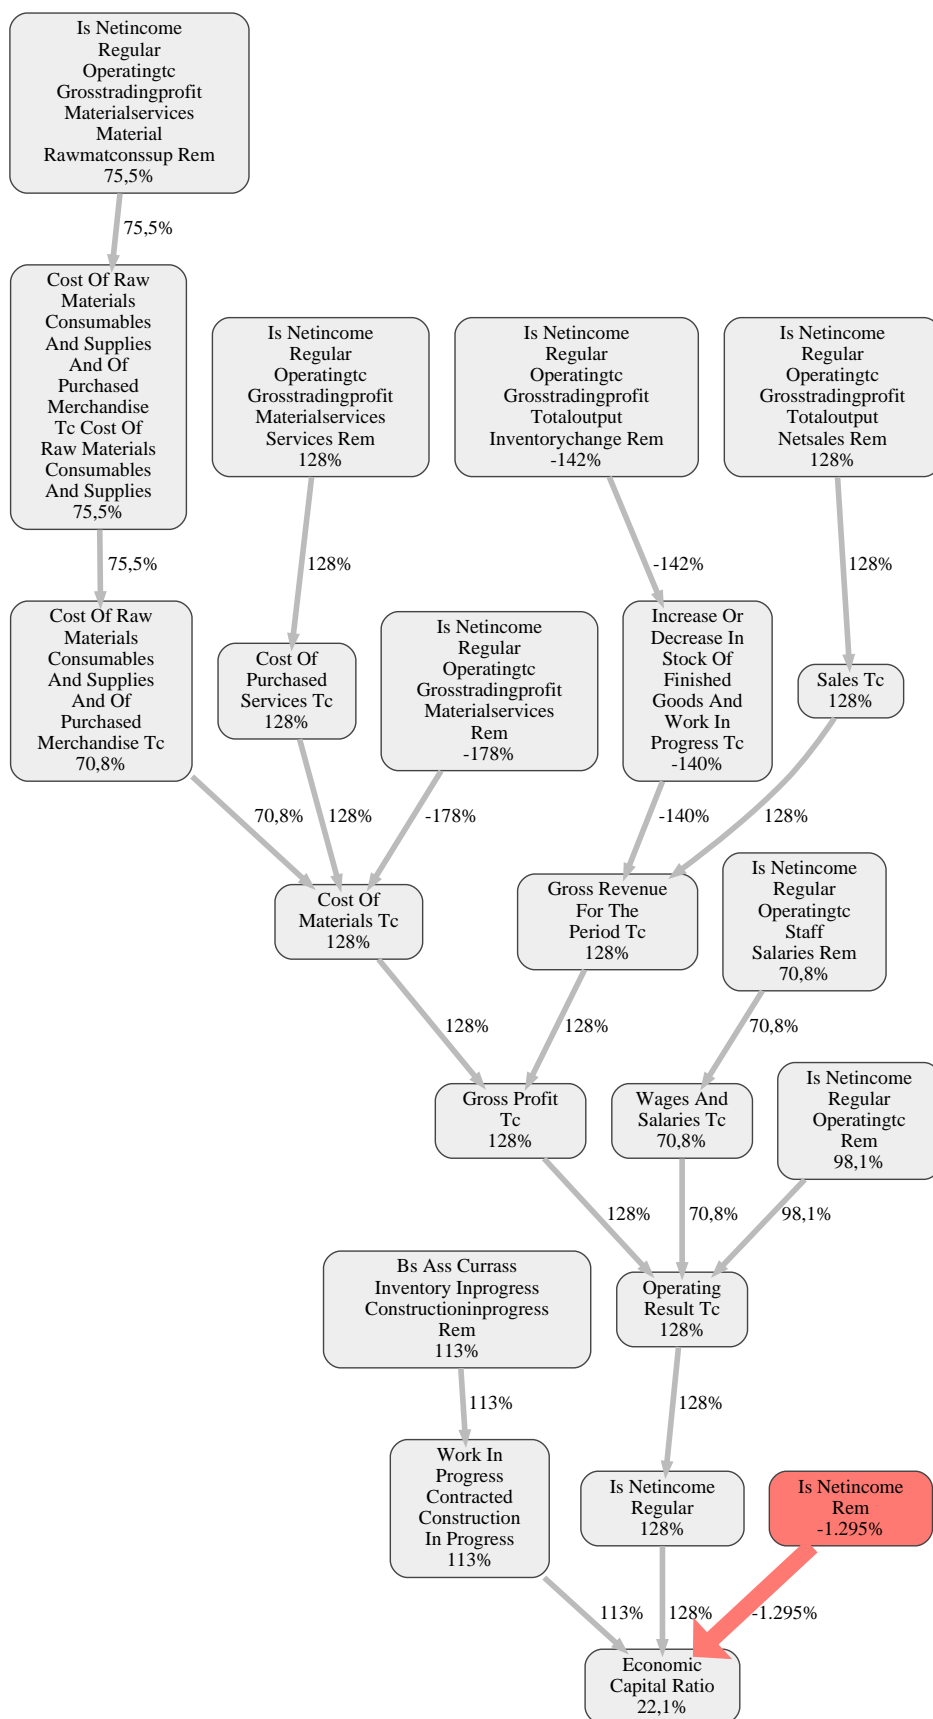 Is Netincome
Regular
Operatingtc
Grosstradingprofit
Materialservices
Material
Rawmatconssup Rem
75,5%
75,5%
Cost Of Raw
Materials
Consumables
And Supplies
And Of
Purchased
Merchandise
Tc Cost Of
Raw Materials
Consumables
And Supplies
75,5%
Is Netincome
Regular
Operatingtc
Grosstradingprofit
Materialservices
Services Rem
128%
Is Netincome
Regular
Operatingtc
Grosstradingprofit
Totaloutput
Inventorychange Rem
-142%
Is Netincome
Regular
Operatingtc
Grosstradingprofit
Totaloutput
Netsales Rem
128%
75,5%
128%
-142%
128%
Cost Of Raw
Materials
Consumables
And Supplies
And Of
Purchased
Merchandise Tc
70,8%
Cost Of
Purchased
Services Tc
128%
Is Netincome
Regular
Operatingtc
Grosstradingprofit
Materialservices
Rem
-178%
Increase Or
Decrease In
Stock Of
Finished
Goods And
Work In
Progress Tc
-140%
Sales Tc
128%
70,8%
128%
-178%
-140%
128%
Cost Of
Materials Tc
128%
Gross Revenue
For The
Period Tc
128%
Is Netincome
Regular
Operatingtc
Staff
Salaries Rem
70,8%
128%
128%
70,8%
Gross Profit
Tc
128%
Wages And
Salaries Tc
70,8%
Is Netincome
Regular
Operatingtc
Rem
98,1%
128%
70,8%
98,1%
Bs Ass Currass
Inventory Inprogress
Constructioninprogress
Rem
113%
Operating
Result Tc
128%
113%
128%
Work In
Progress
Contracted
Construction
In Progress
113%
Is Netincome
Regular
128%
Is Netincome
Rem
-1.295%
113%
128%
-1.295%
Economic
Capital Ratio
22,1%